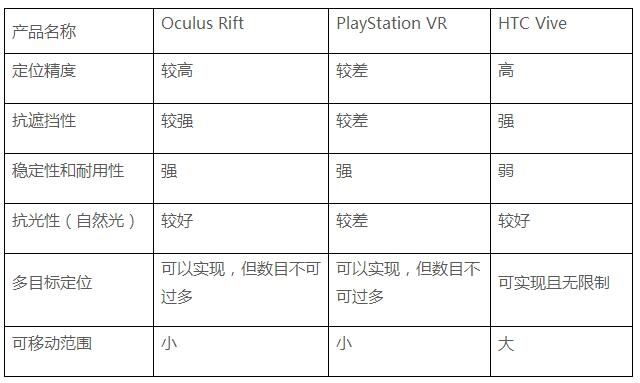 产品名称 Oculus Rift PlayStation VR HTC Vive
定位精度 较高 较差 高
抗遮挡性 较强 较差 强
稳定性和耐用性 强 强 弱
抗光性（自然光） 较好 较差 较好
多目标定位 可以实现，但数目不可过多 可以实现，但数目不可过多 可实现且无限制
可移动范围 小 小 大